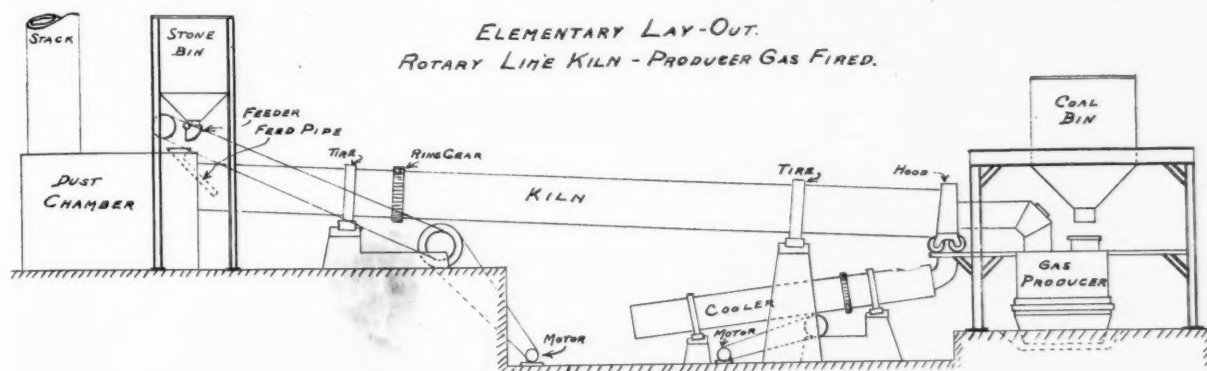 ELEMENTARY LAY-OUT.
ROTARY LIME KILN - PRODUCER GAS FIRED.
STACK
STONE
BIN
FEEDER
FEED PIPE
DUST
CHAMBER
TIRE
RING GEAR
KILN
TIRE
HOOD
COAL
BIN
GAS
PRODUCER
COOLER
MOTOR
MOTOR